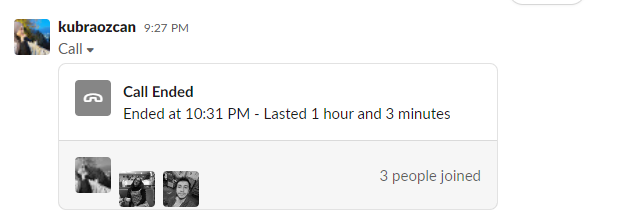 kubraozcan 9:27 PM
Call
Call Ended
Ended at 10:31 PM - Lasted 1 hour and 3 minutes
3 people joined